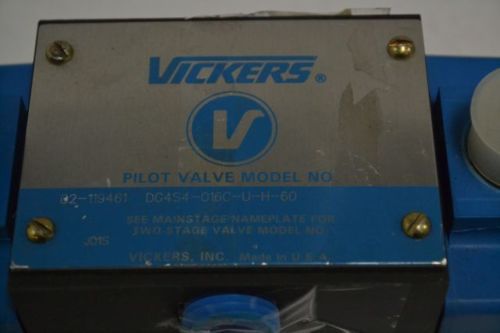 VICKERS®
V
PILOT VALVE MODEL NO.
02-119461 DG4S4-016C-U-H-60
SEE MAINSTAGE NAMEPLATE FOR
TWO-STAGE VALVE MODEL NO.
J01S
VICKERS, INC. Made In U.S.A.